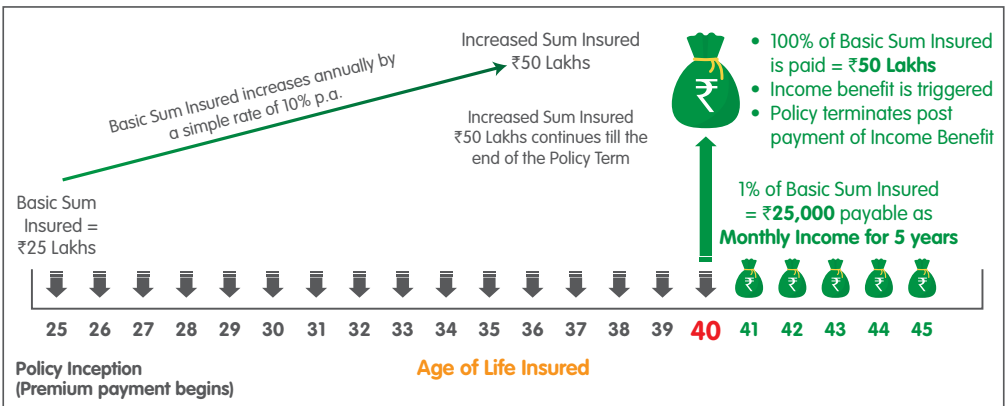 Basic Sum Insured increases annually by
a simple rate of 10% p.a.
Increased Sum Insured
₹50 Lakhs
Increased Sum Insured
₹50 Lakhs continues till the
end of the Policy Term
₹
• 100% of Basic Sum Insured
is paid = ₹50 Lakhs
• Income benefit is triggered
• Policy terminates post
payment of Income Benefit
Basic Sum
Insured =
₹25 Lakhs
1% of Basic Sum Insured
= ₹25,000 payable as
Monthly Income for 5 years
₹ ₹ ₹ ₹ ₹
25 26 27 28 29 30 31 32 33 34 35 36 37 38 39 40 41 42 43 44 45
Policy Inception
(Premium payment begins)
Age of Life Insured